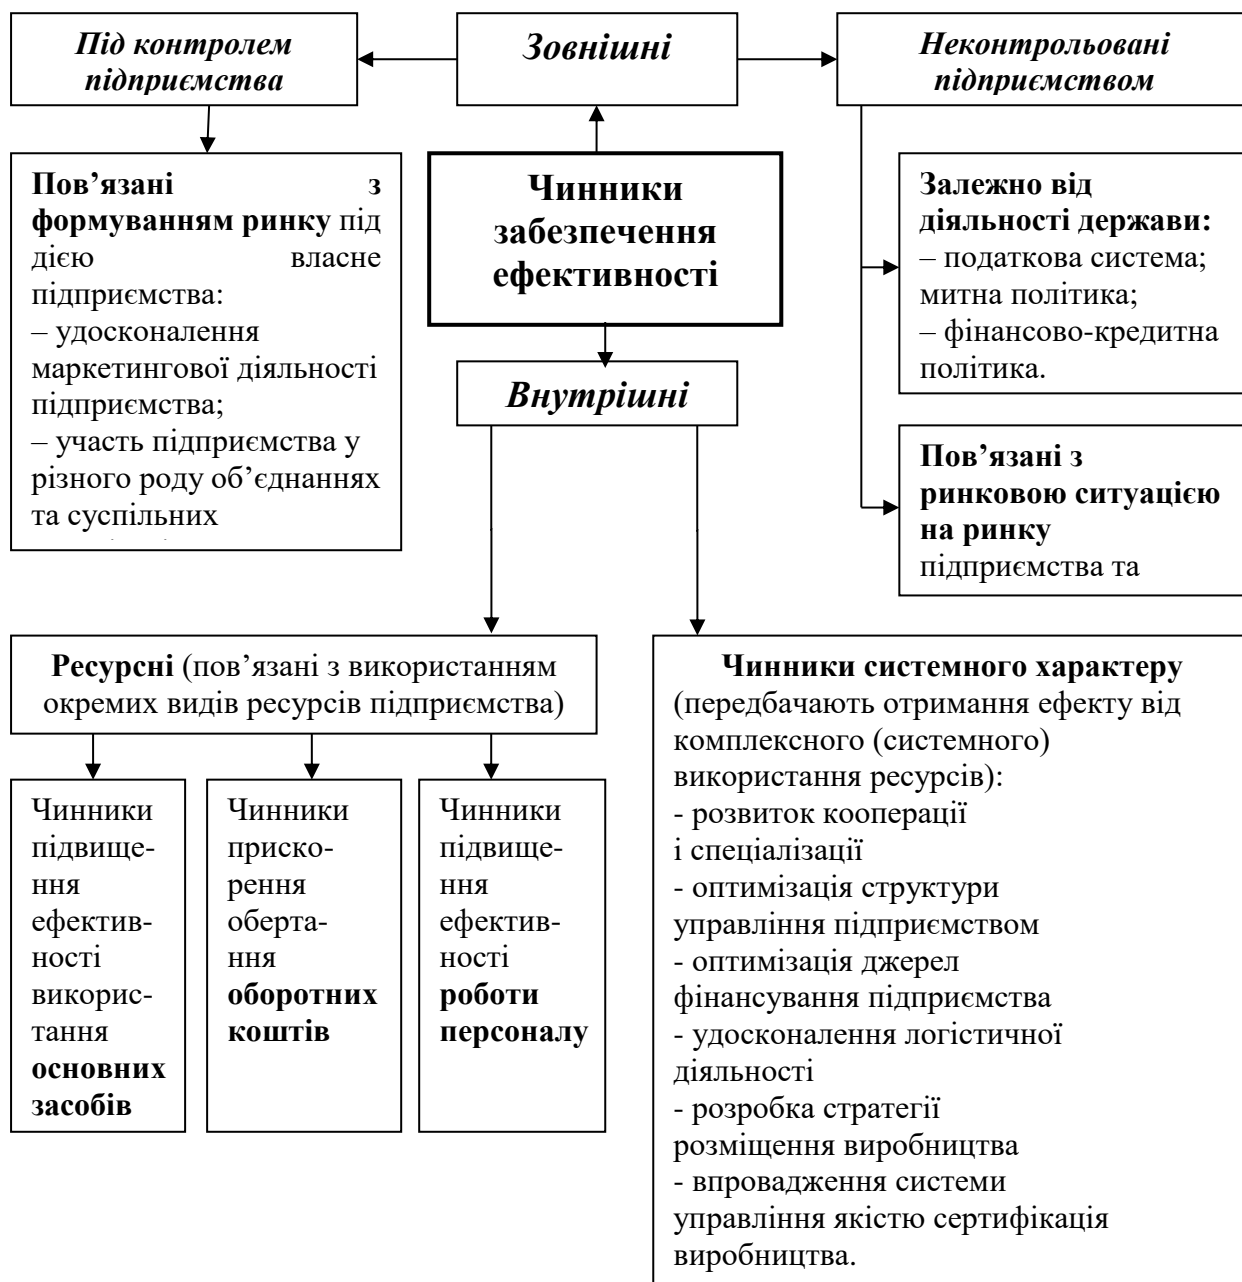 Під контролем
підприємства
Зовнішні
Неконтрольовані
підприємством
Пов’язані з
формуванням ринку під
дією власне
підприємства:
– удосконалення
маркетингової діяльності
підприємства;
– участь підприємства у
різного роду об’єднаннях
та суспільних
Чинники
забезпечення
ефективності
Залежно від
діяльності держави:
– податкова система;
митна політика;
– фінансово-кредитна
політика.
Внутрішні
Пов’язані з
ринковою ситуацією
на ринку
підприємства та
Ресурсні (пов’язані з використанням
окремих видів ресурсів підприємства)
Чинники
підвище-
ння
ефектив-
ності
викорис-
тання
основних
засобів
Чинники
приско-
рення
оберта-
ння
оборотних
коштів
Чинники
підвище-
ння
ефектив-
ності
роботи
персоналу
Чинники системного характеру
(передбачають отримання ефекту від
комплексного (системного)
використання ресурсів):
- розвиток кооперації
і спеціалізації
- оптимізація структури
управління підприємством
- оптимізація джерел
фінансування підприємства
- удосконалення логістичної
діяльності
- розробка стратегії
розміщення виробництва
- впровадження системи
управління якістю сертифікація
виробництва.